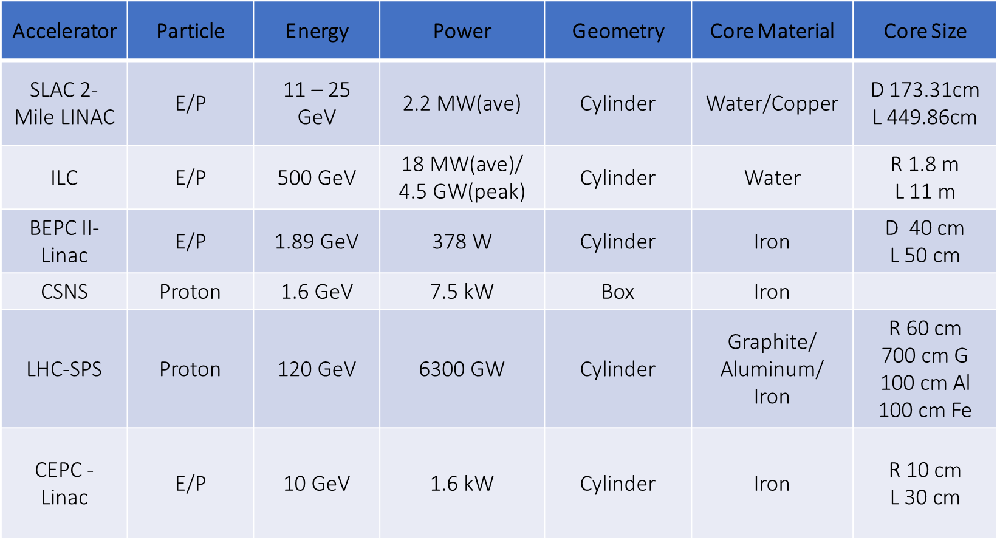 Accelerator Particle Energy Power Geometry Core Material Core Size
SLAC 2-
Mile LINAC
E/P
11 – 25
GeV
2.2 MW(ave)
Cylinder
Water/Copper
D 173.31cm
L 449.86cm
ILC
E/P
500 GeV
18 MW(ave)/
4.5 GW(peak)
Cylinder
Water
R 1.8 m
L 11 m
BEPC II-
Linac
E/P
1.89 GeV
378 W
Cylinder
Iron
D 40 cm
L 50 cm
CSNS
Proton
1.6 GeV
7.5 kW
Box
Iron
LHC-SPS
Proton
120 GeV
6300 GW
Cylinder
Graphite/
Aluminum/
Iron
R 60 cm
700 cm G
100 cm Al
100 cm Fe
CEPC -
Linac
E/P
10 GeV
1.6 kW
Cylinder
Iron
R 10 cm
L 30 cm